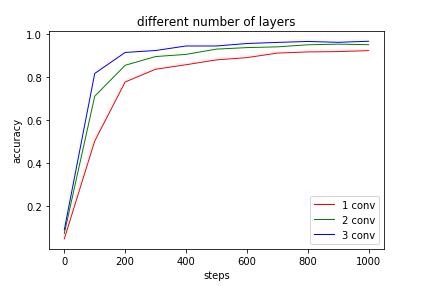 different number of layers
1.0
0.8
0.6
0.4
0.2
accuracy
0 200 400 600 800 1000
steps
1 conv
2 conv
3 conv